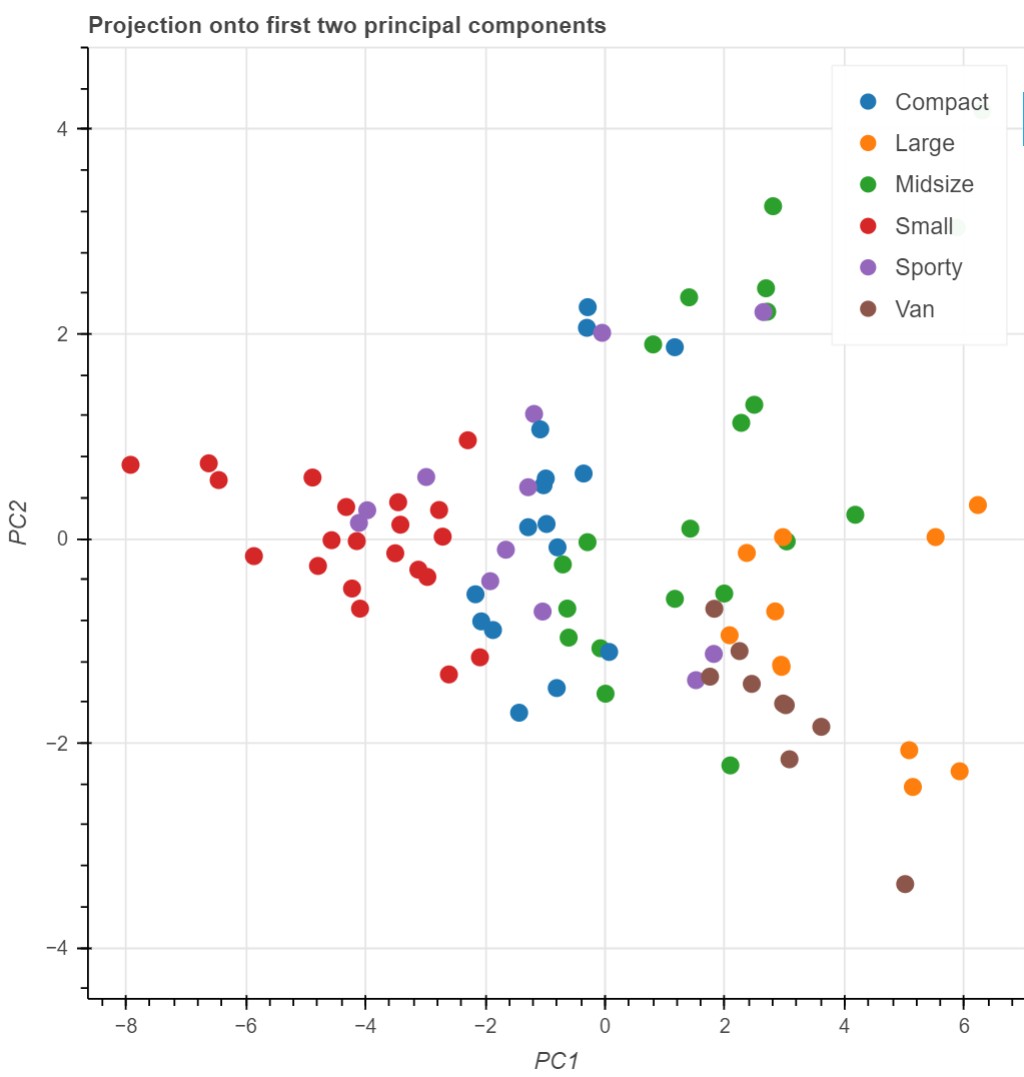 Projection onto first two principal components
Compact
Large
Midsize
Small
Sporty
Van
4
2
0
−2
−4
PC2
−8
−6
−4
−2
0
2
4
6
PC1